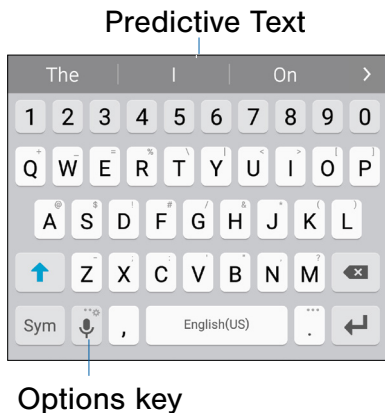 Predictive Text
The I On >
1 2 3 4 5 6 7 8 9 0
+ _ = % \ | < > [ ]
Q W E R T Y U I O P
@ $ ! # / & * ( )
A S D F G H J K L
- ; : ' " , ?
Z X C V B N M
Sym , English(US) .
Options key